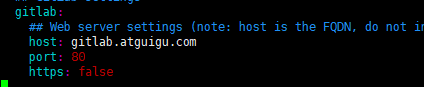 gitlab:
## Web server settings (note: host is the FQDN, do not in
host: gitlab.atguigu.com
port: 80
https: false